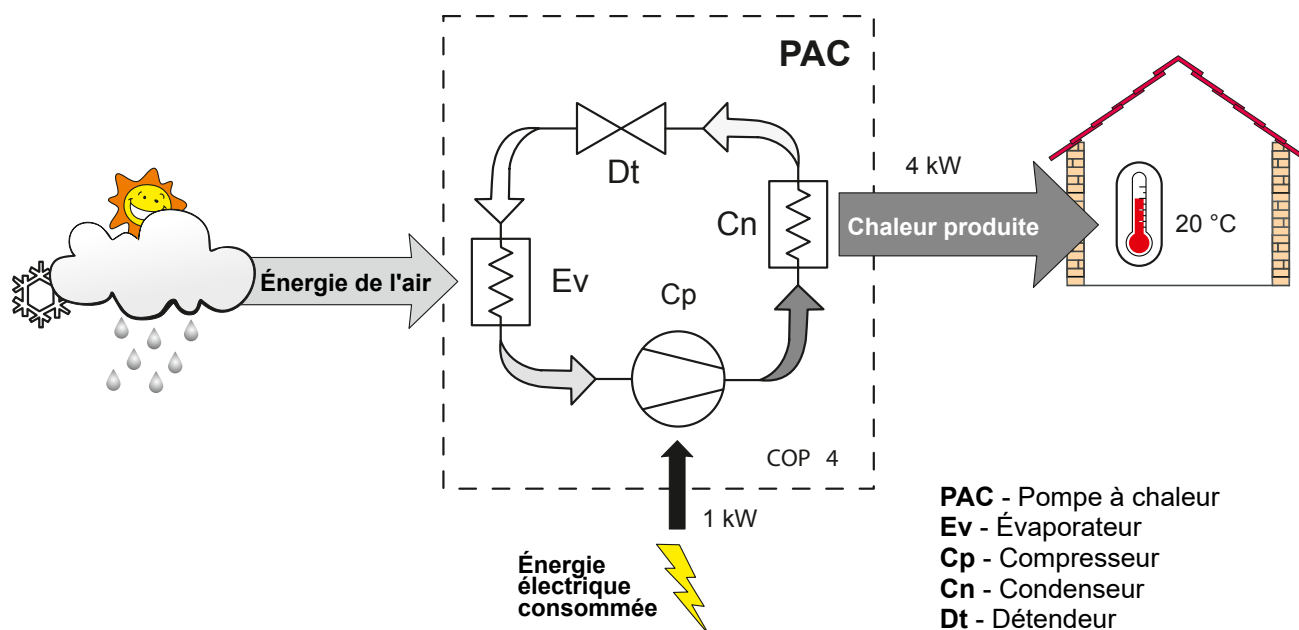 PAC
Dt
4 kW
Cn
Chaleur produite
20 °C
Énergie de l'air
Ev
Cp
COP 4
1 kW
Énergie
électrique
consommée
PAC - Pompe à chaleur
Ev - Évaporateur
Cp - Compresseur
Cn - Condenseur
Dt - Détendeur